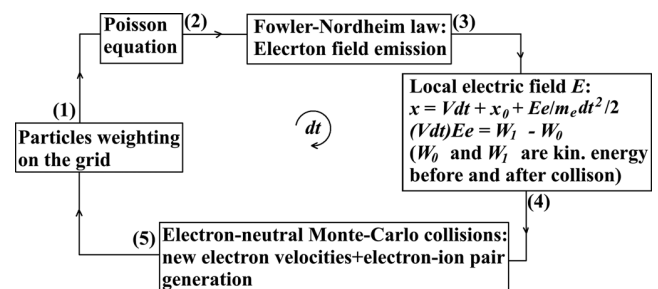 Poisson
equation
(2)
Fowler-Nordheim law:
Elecrton field emission
(3)
Local electric field E:
x = Vdt + x₀ + Ee/mₑdt²/2
(Vdt)Ee = W₁ - W₀
(W₀ and W₁ are kin. energy
before and after collison)
(4)
Electron-neutral Monte-Carlo collisions:
new electron velocities+electron-ion pair
generation
(5)
Particles weighting
on the grid
(1)
dt